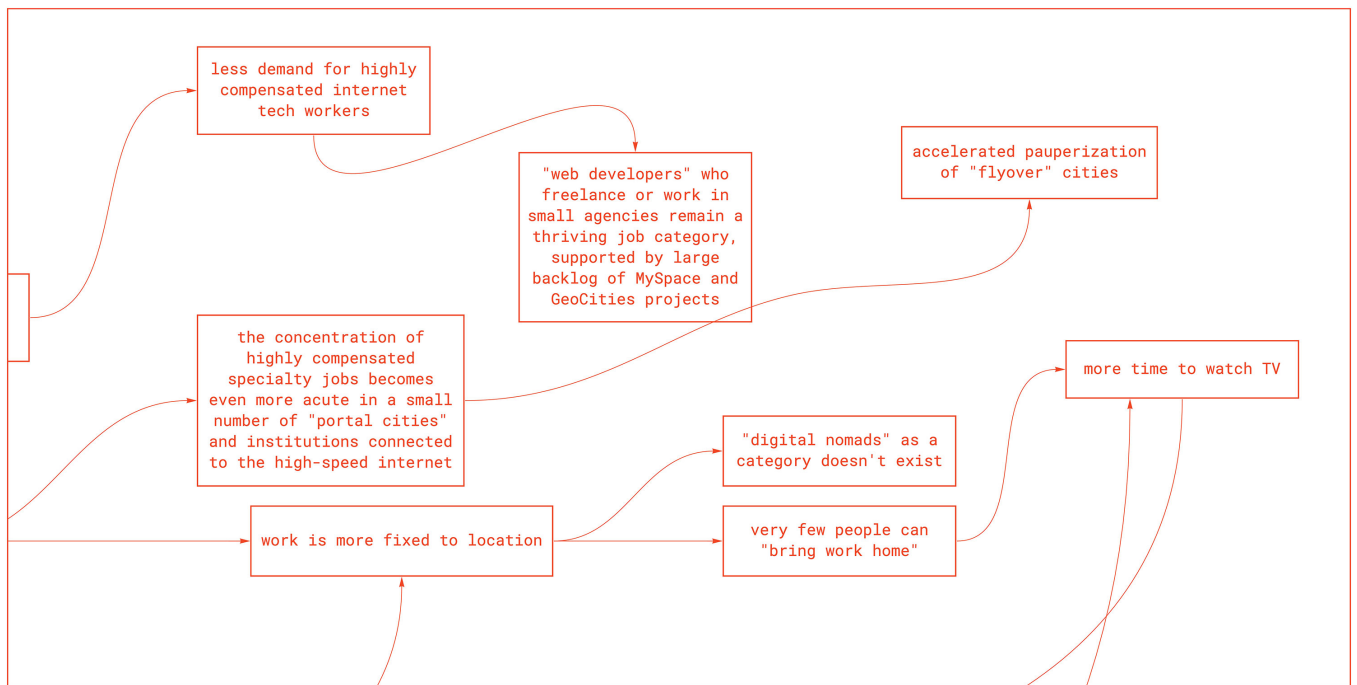 less demand for highly
compensated internet
tech workers
"web developers" who
freelance or work in
small agencies remain a
thriving job category,
supported by large
backlog of MySpace and
GeoCities projects
accelerated pauperization
of "flyover" cities
the concentration of
highly compensated
specialty jobs becomes
even more acute in a small
number of "portal cities"
and institutions connected
to the high-speed internet
more time to watch TV
"digital nomads" as a
category doesn't exist
work is more fixed to location
very few people can
"bring work home"